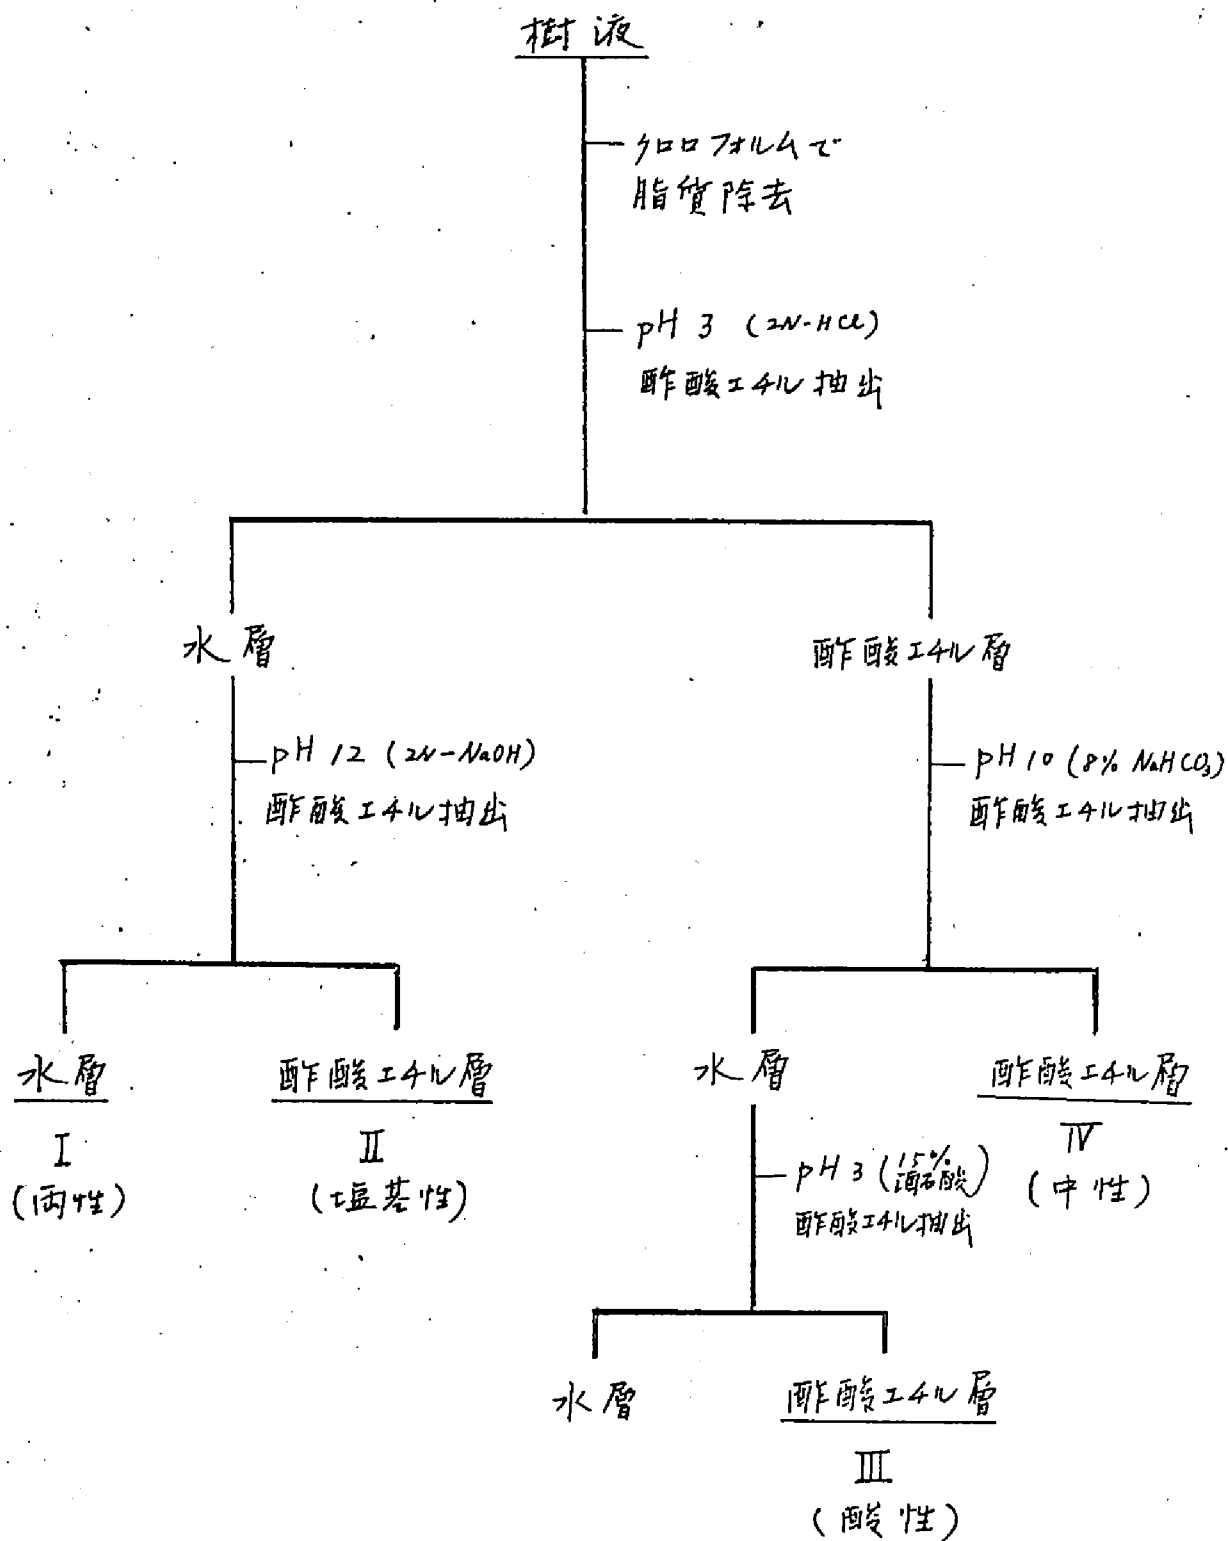 樹液
クロロフォルムで
脂質除去
pH 3 (2N-HCl)
酢酸エチル抽出
水層
酢酸エチル層
pH 12 (2N-NaOH)
酢酸エチル抽出
pH 10 (8% NaHCO₃)
酢酸エチル抽出
水層
I
(両性)
酢酸エチル層
II
(塩基性)
水層
酢酸エチル層
IV
(中性)
pH 3 (15% 酒石酸)
酢酸エチル抽出
水層
酢酸エチル層
III
(酸性)